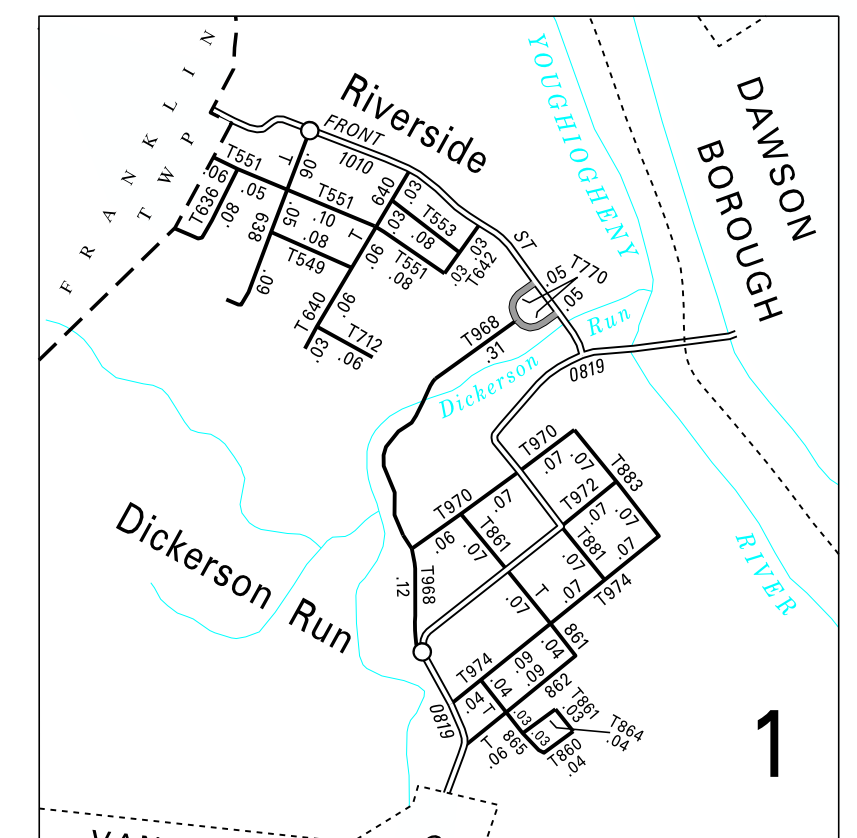 FRANKLIN
TWP
Riverside
FRONT
ST
1010
YOUGHIOGHENY
RIVER
DAWSON
BOROUGH
T551
.06
.05
T636
.08
T
638
.06
.05
.09
T551
.10
.08
T549
T
640
.03
.03
T553
.08
.03
T642
.03
T551
.08
.06
.06
T640
T712
.03
.06
T770
.05
.05
T968
.31
Dickerson Run
0819
T970
.07
.07
T883
T970
.07
T972
.07
.07
.06
T861
.07
T881
.07
.07
.07
T974
T
861
.07
.04
T968
.12
Dickerson Run
T974
.09
.09
.04
.04
T
862
T861
.03
T864
.04
.03
.03
T860
.04
865
T
.06
0819
1